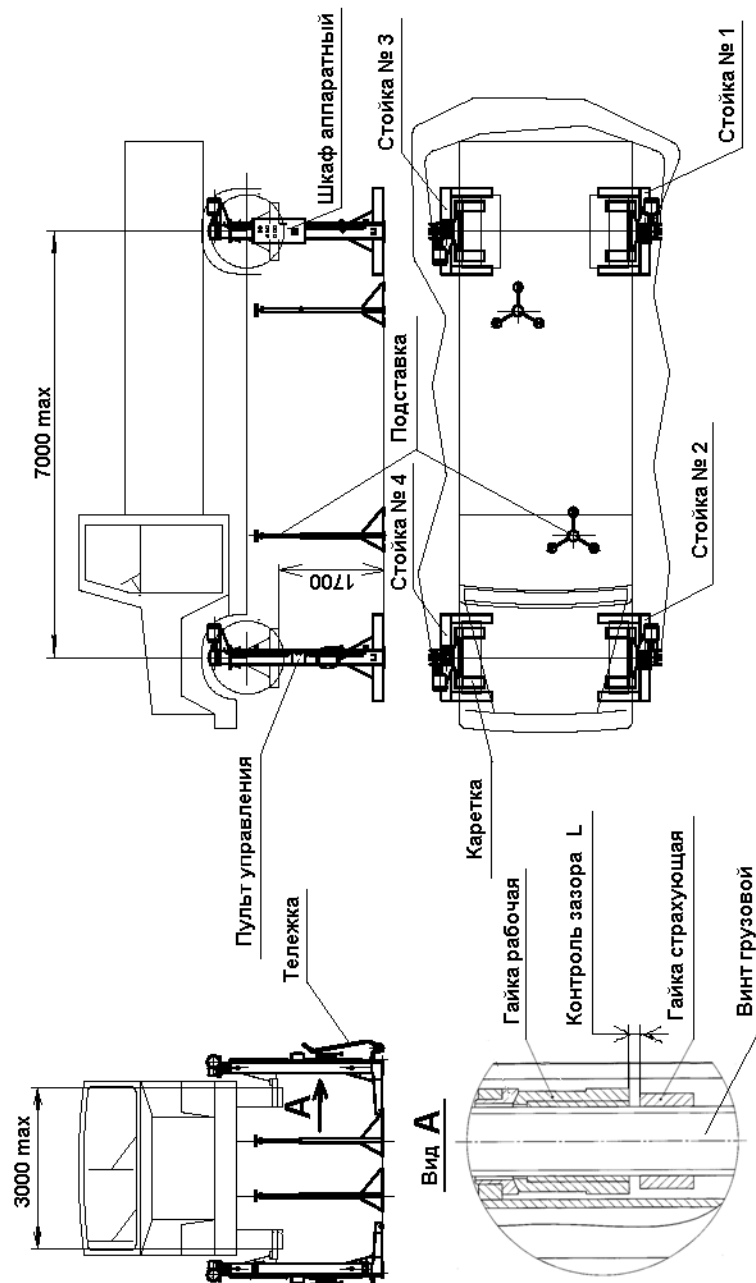 7000 max
Шкаф аппаратный
Стойка № 3
Стойка № 1
Подставка
1700
Стойка № 4
Стойка № 2
Пульт управления
Каретка
Тележка
3000 max
А
Вид А
Гайка рабочая
Контроль зазора L
Гайка страхующая
Винт грузовой